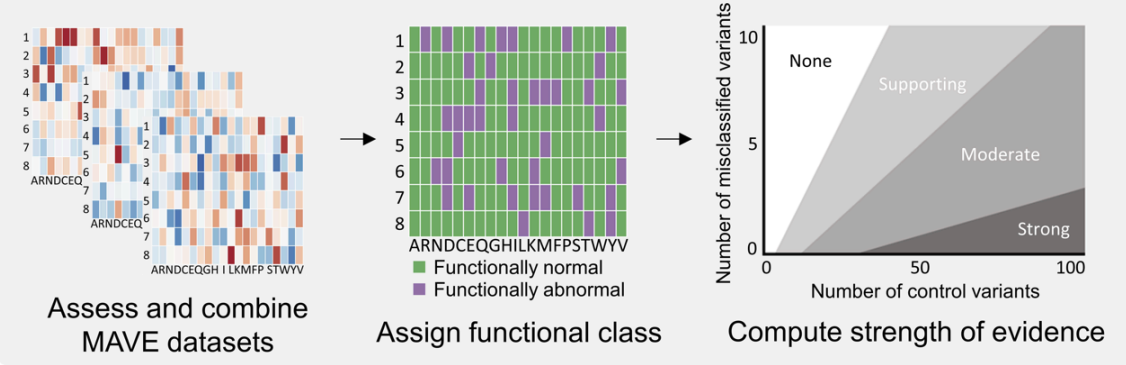 1
2
3
4
5
6
7
8
ARNDCEQ
1
2
3
4
5
6
7
8
ARNDCEQ
1
2
3
4
5
6
7
8
ARNDCEQGH I LKMFP STWYV
Assess and combine
MAVE datasets
1
2
3
4
5
6
7
8
ARNDCEQGHILKMFPSTWYV
Functionally normal
Functionally abnormal
Assign functional class
Number of misclassified variants
10
5
0
None
Supporting
Moderate
Strong
0 50 100
Number of control variants
Compute strength of evidence